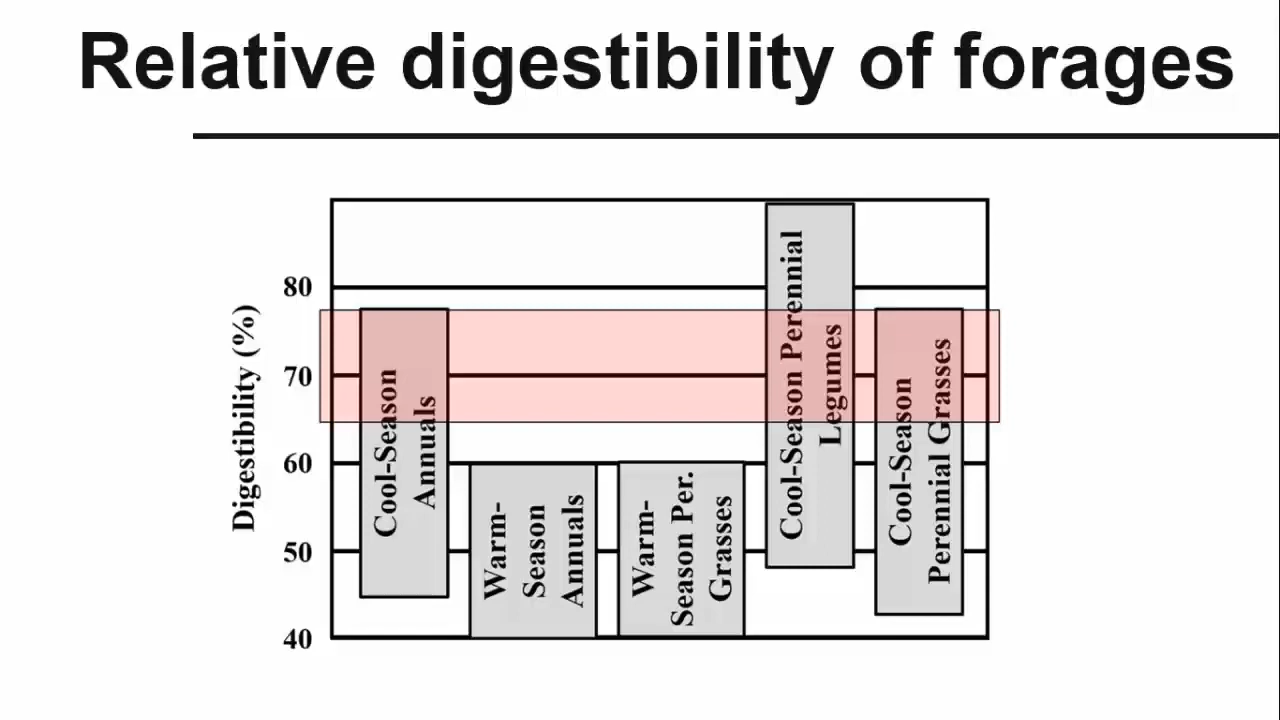 Relative digestibility of forages
Digestibility (%)
80
70
60
50
40
Cool-Season
Annuals
Warm-
Season
Annuals
Warm-
Season Per.
Grasses
Cool-Season Perennial
Legumes
Cool-Season
Perennial Grasses